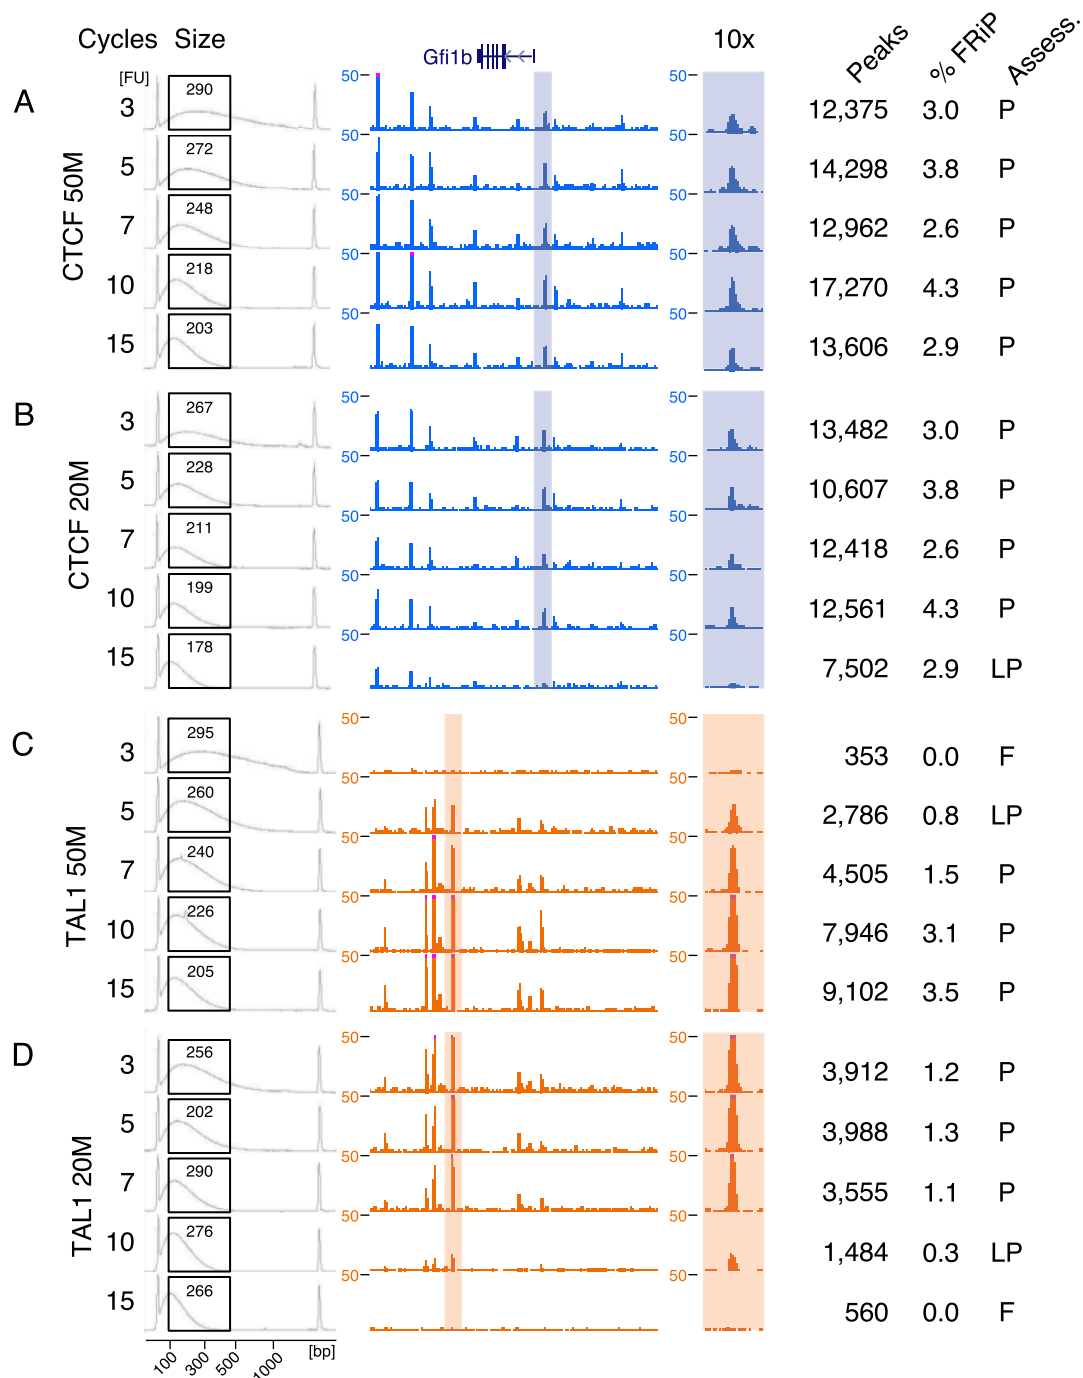 Cycles Size Gfi1b 10x Peaks % FRiP Assess.
[FU]
A CTCF 50M
3 290 50 50 12,375 3.0 P
5 272 50 50 14,298 3.8 P
7 248 50 50 12,962 2.6 P
10 218 50 50 17,270 4.3 P
15 203 50 50 13,606 2.9 P
B CTCF 20M
3 267 50 50 13,482 3.0 P
5 228 50 50 10,607 3.8 P
7 211 50 50 12,418 2.6 P
10 199 50 50 12,561 4.3 P
15 178 50 50 7,502 2.9 LP
C TAL1 50M
3 295 50 50 353 0.0 F
5 260 50 50 2,786 0.8 LP
7 240 50 50 4,505 1.5 P
10 226 50 50 7,946 3.1 P
15 205 50 50 9,102 3.5 P
D TAL1 20M
3 256 50 50 3,912 1.2 P
5 202 50 50 3,988 1.3 P
7 290 50 50 3,555 1.1 P
10 276 50 50 1,484 0.3 LP
15 266 50 50 560 0.0 F
100 300 500 1000 [bp]